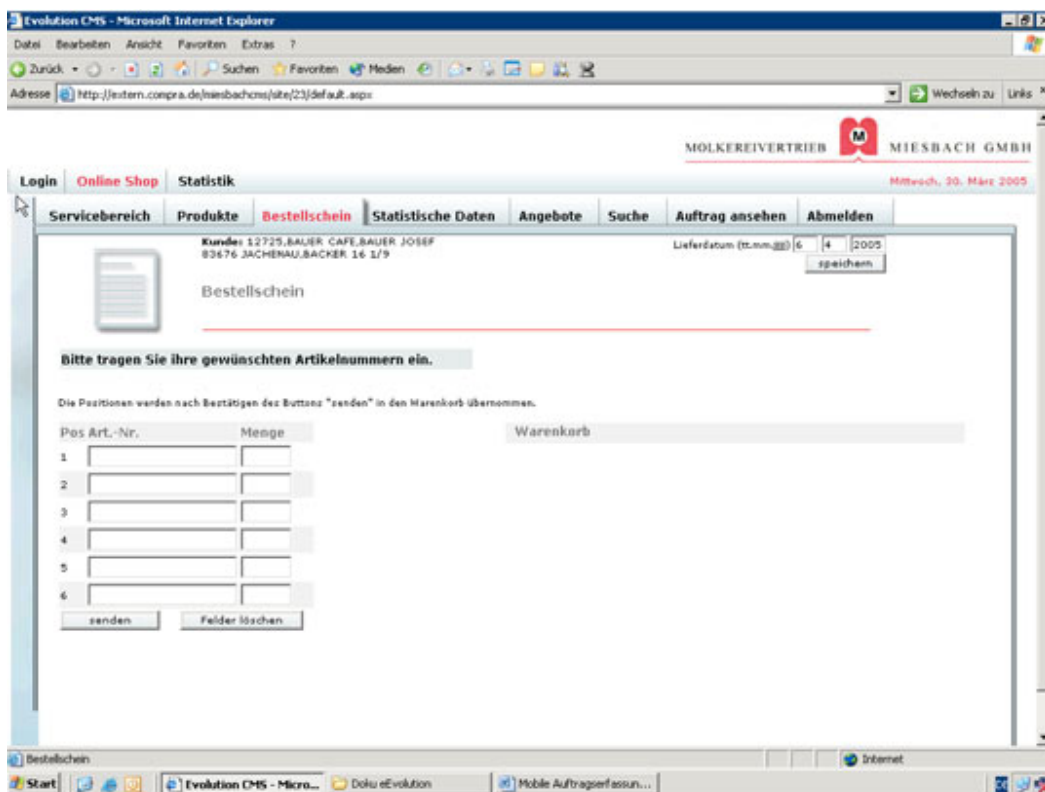 Evolution CMS - Microsoft Internet Explorer
Datei Bearbeiten Ansicht Favoriten Extras ?
Zurück Suchen Favoriten Medien
Adresse http://extern.compra.de/miesbachcms/site/23/default.aspx Wechseln zu Links
MOLKEREIVERTRIEB M MIESBACH GMBH
Login Online Shop Statistik Mittwoch, 30. März 2005
Servicebereich Produkte Bestellschein Statistische Daten Angebote Suche Auftrag ansehen Abmelden
Kunde: 12725,BAUER CAFE,BAUER JOSEF Lieferdatum (tt.mm.jjjj) 6 4 2005
83676 JACHENAU,BACKER 16 1/9
speichern
Bestellschein
Bitte tragen Sie ihre gewünschten Artikelnummern ein.
Die Positionen werden nach Bestätigen des Buttons "senden" in den Warenkorb übernommen.
Pos Art.-Nr. Menge Warenkorb
1
2
3
4
5
6
senden Felder löschen
Bestellschein Internet
Start Evolution CMS - Micro... Doku eEvolution Mobile Auftragserfassun... DE